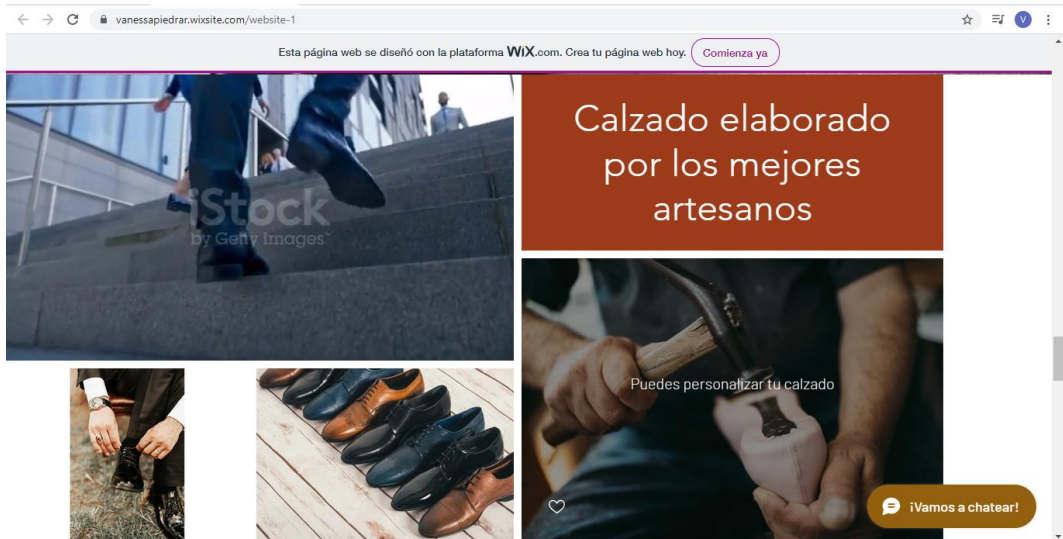 vanessapiedrar.wixsite.com/website-1
V
Esta página web se diseñó con la plataforma WiX.com. Crea tu página web hoy. Comienza ya
iStock
by Getty Images™
Calzado elaborado
por los mejores
artesanos
Puedes personalizar tu calzado
¡Vamos a chatear!